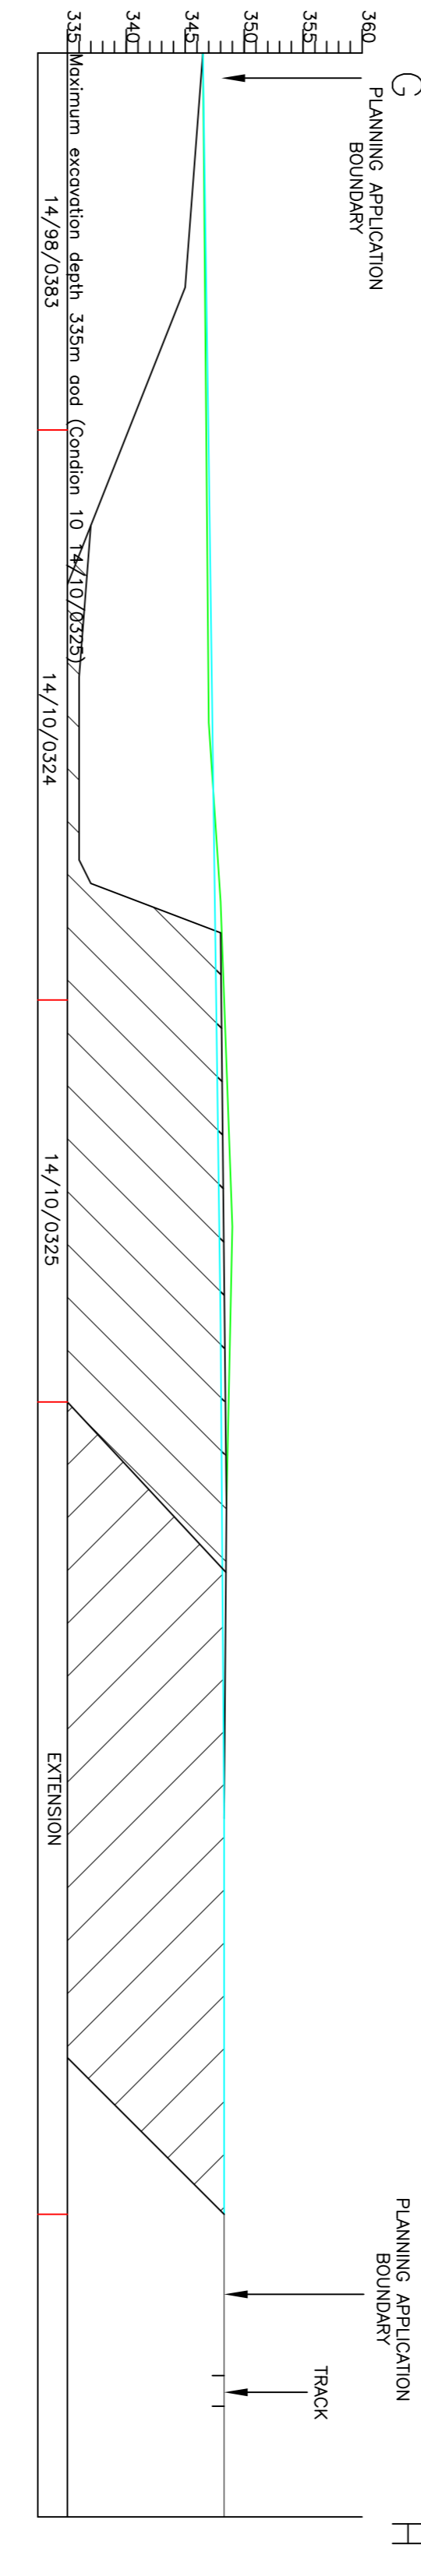 G
H
PLANNING APPLICATION
BOUNDARY
PLANNING APPLICATION
BOUNDARY
TRACK
360
355
350
345
340
335
Maximum excavation depth 335m aod (Condion 10 14/10/0325)
14/98/0383
14/10/0324
14/10/0325
EXTENSION